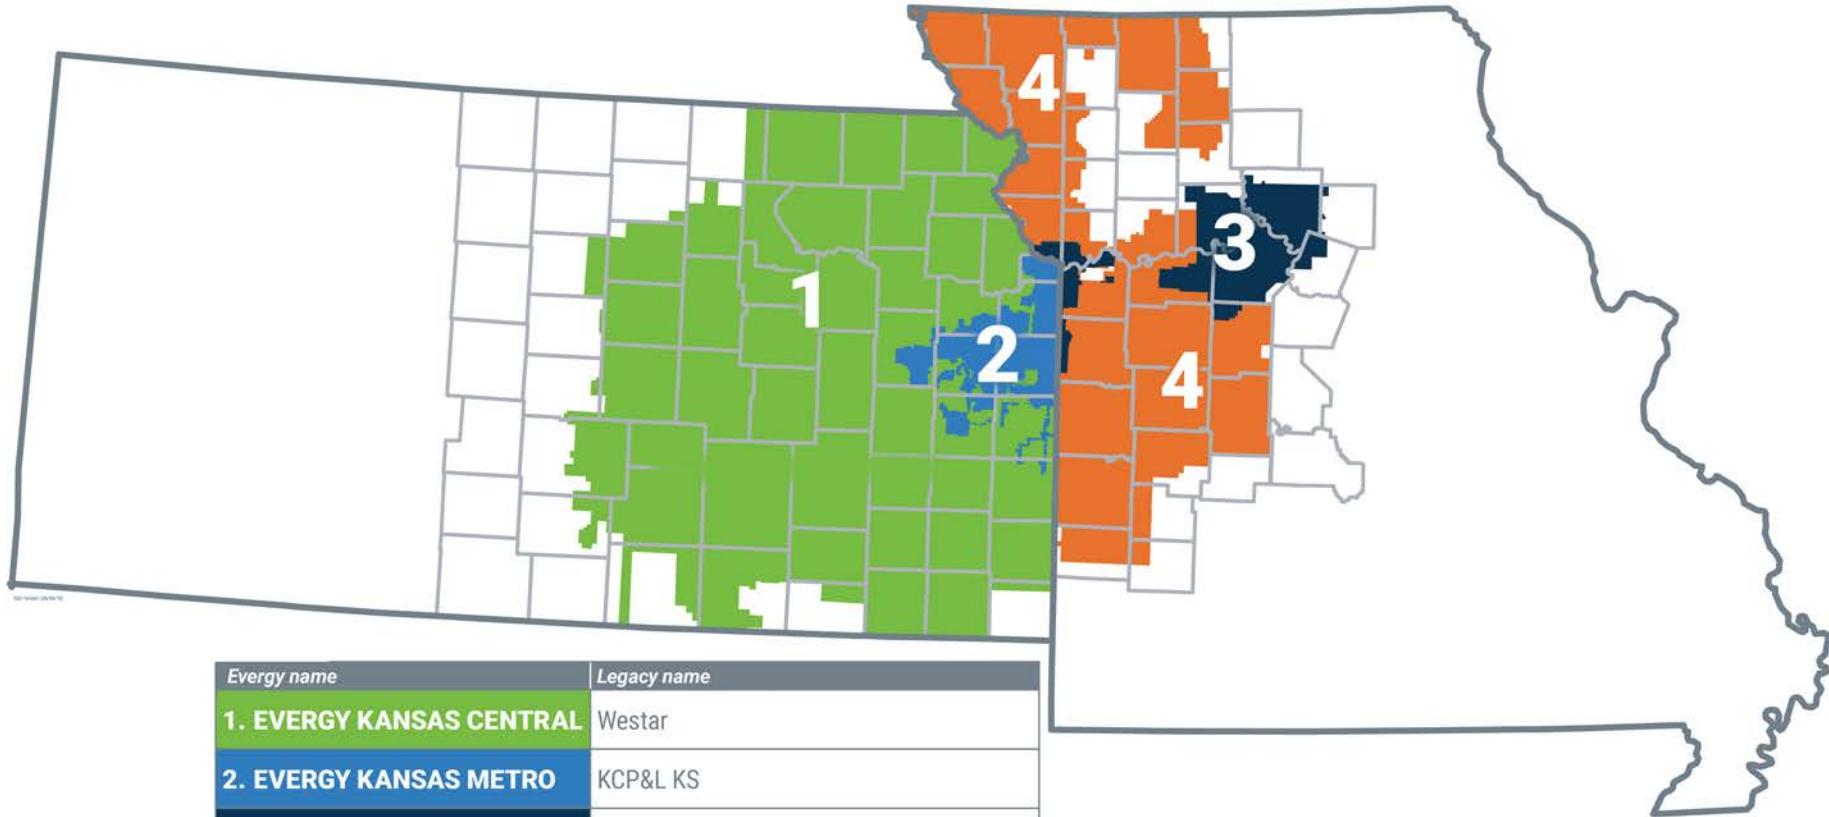 4
3
1
2
4
Evergy name Legacy name
1. EVERGY KANSAS CENTRAL Westar
2. EVERGY KANSAS METRO KCP&L KS